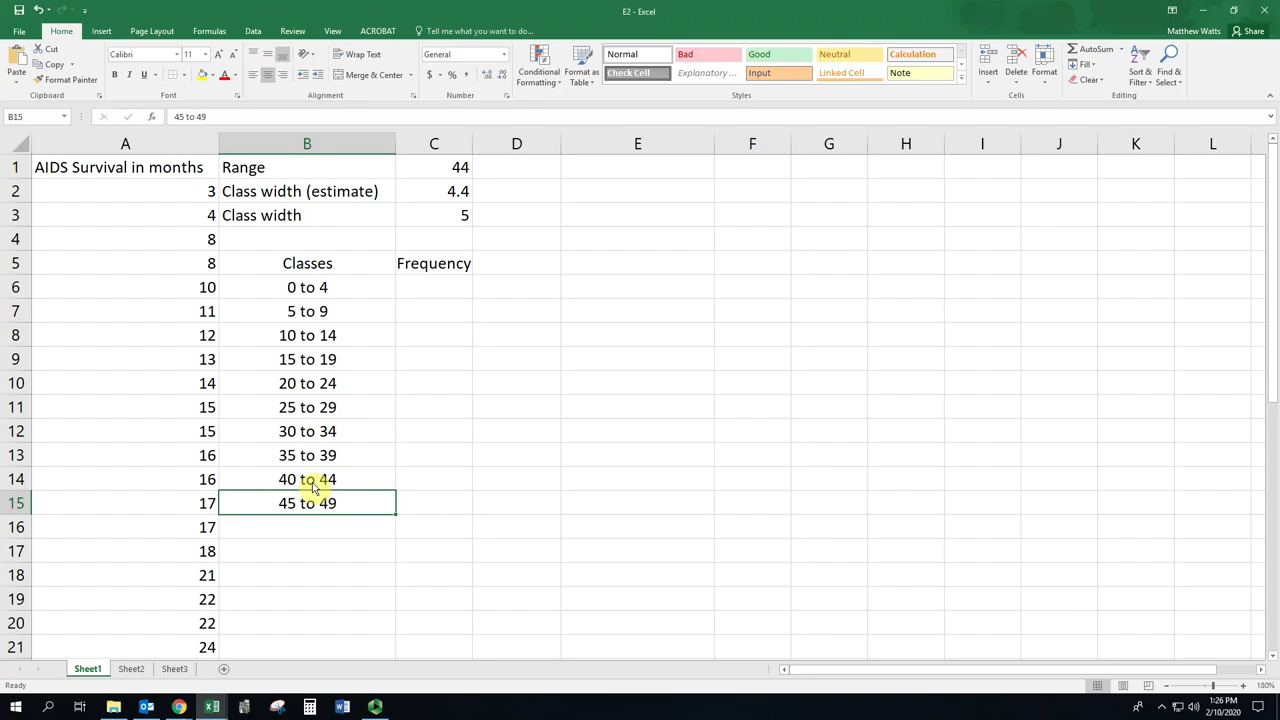 E2 - Excel
File Home Insert Page Layout Formulas Data Review View ACROBAT Tell me what you want to do... Matthew Watts Share
Paste Cut Copy Format Painter
Clipboard
Calibri 11
B I U
Font
Wrap Text
Merge & Center
Alignment
General
$ % ,
Number
Conditional Formatting Format as Table
Normal Bad Good Neutral Calculation
Check Cell Explanatory ... Input Linked Cell Note
Styles
Insert Delete Format
Cells
AutoSum Fill Clear Sort & Filter Find & Select
Editing
B15 fx 45 to 49
A B C D E F G H I J K L
1 AIDS Survival in months Range 44
2 3 Class width (estimate) 4.4
3 4 Class width 5
4 8
5 8 Classes Frequency
6 10 0 to 4
7 11 5 to 9
8 12 10 to 14
9 13 15 to 19
10 14 20 to 24
11 15 25 to 29
12 15 30 to 34
13 16 35 to 39
14 16 40 to 44
15 17 45 to 49
16 17
17 18
18 21
19 22
20 22
21 24
Sheet1 Sheet2 Sheet3
Ready 180%
1:26 PM
2/10/2020